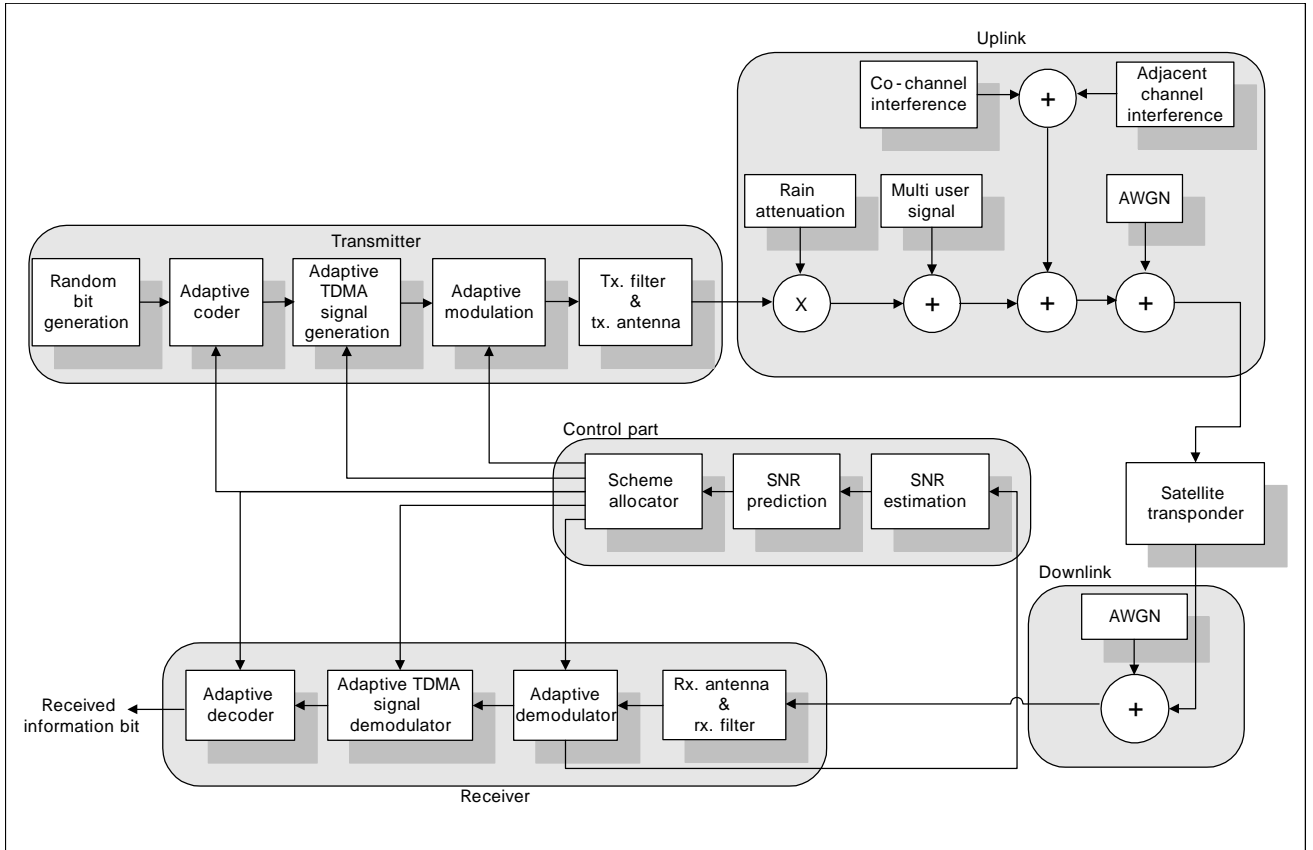 Uplink
Co - channel
interference
+
Adjacent
channel
interference
Rain
attenuation
Multi user
signal
AWGN
Transmitter
Random
bit
generation
Adaptive
coder
Adaptive
TDMA
signal
generation
Adaptive
modulation
Tx. filter
&
tx. antenna
X
+
+
+
Control part
Scheme
allocator
SNR
prediction
SNR
estimation
Satellite
transponder
Downlink
AWGN
+
Received
information bit
Adaptive
decoder
Adaptive TDMA
signal
demodulator
Adaptive
demodulator
Rx. antenna
&
rx. filter
Receiver